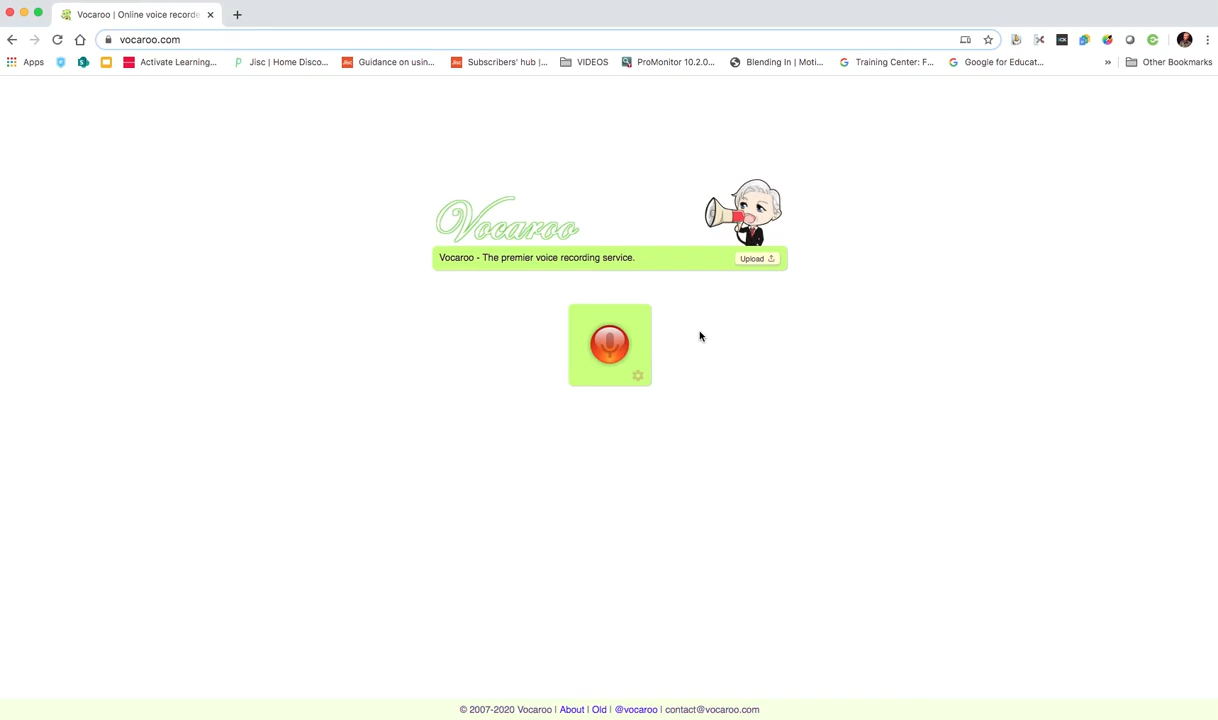 Vocaroo | Online voice recorde
vocaroo.com
Apps
Activate Learning...
Jisc | Home Disco...
Guidance on usin...
Subscribers' hub |...
VIDEOS
ProMonitor 10.2.0...
Blending In | Moti...
Training Center: F...
Google for Educat...
»
Other Bookmarks
Vocaroo
Vocaroo - The premier voice recording service.
Upload
© 2007-2020 Vocaroo | About | Old | @vocaroo | contact@vocaroo.com